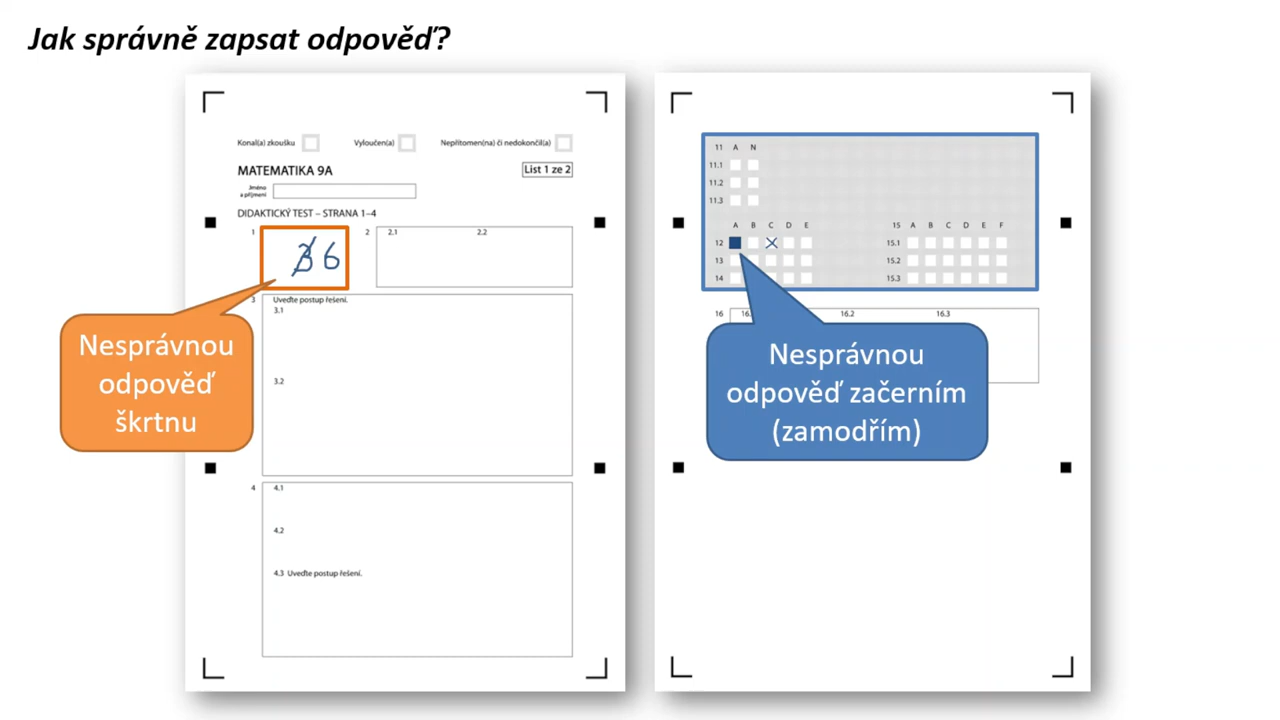 Jak správně zapsat odpověď?
Konal(a) zkoušku Vyloučen(a) Nepřítomen(na) či nedokončil(a)
MATEMATIKA 9A List 1 ze 2
Jméno
a příjmení
DIDAKTICKÝ TEST – STRANA 1–4
1 2 2.1 2.2
3 6
3 Uveďte postup řešení.
3.1
3.2
4 4.1
4.2
4.3 Uveďte postup řešení.
Nesprávnou
odpověď
škrtnu
11 A N
11.1
11.2
11.3
A B C D E 15 A B C D E F
12 15.1
13 15.2
14 15.3
16 16. 16.2 16.3
Nesprávnou
odpověď začerním
(zamodřím)